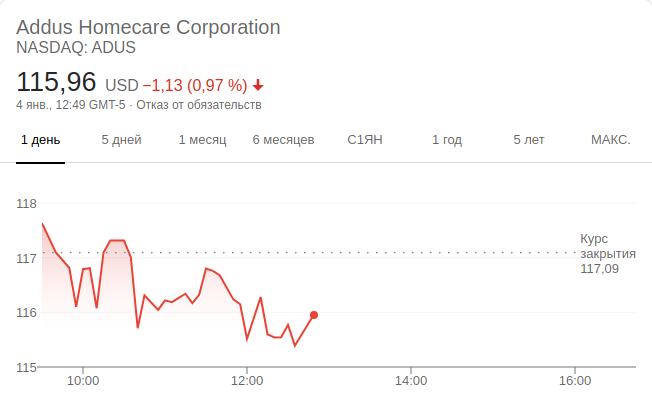 Addus Homecare Corporation
NASDAQ: ADUS
115,96 USD −1,13 (0,97 %)
4 янв., 12:49 GMT-5 · Отказ от обязательств
1 день 5 дней 1 месяц 6 месяцев С1ЯН 1 год 5 лет МАКС.
118
117
116
115
Курс
закрытия
117,09
10:00 12:00 14:00 16:00